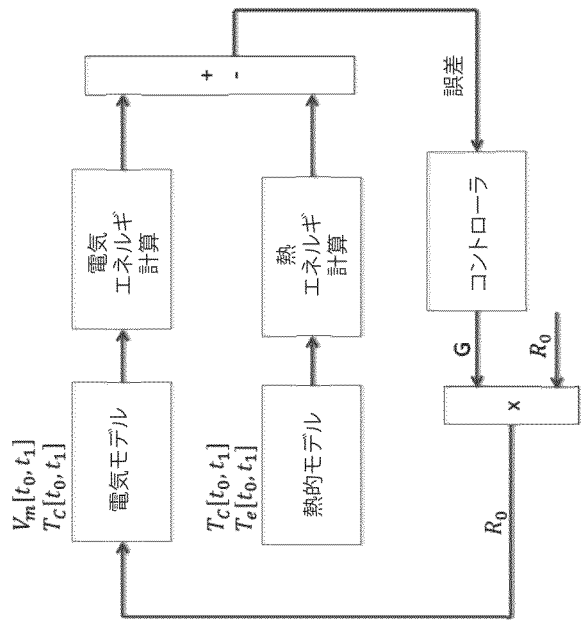 V_m[t_0, t_1]
T_C[t_0, t_1]
電気モデル
電気
エネルギ
計算
+
-
T_C[t_0, t_1]
T_e[t_0, t_1]
熱的モデル
熱
エネルギ
計算
誤差
コントローラ
G
R_0
x
R_0